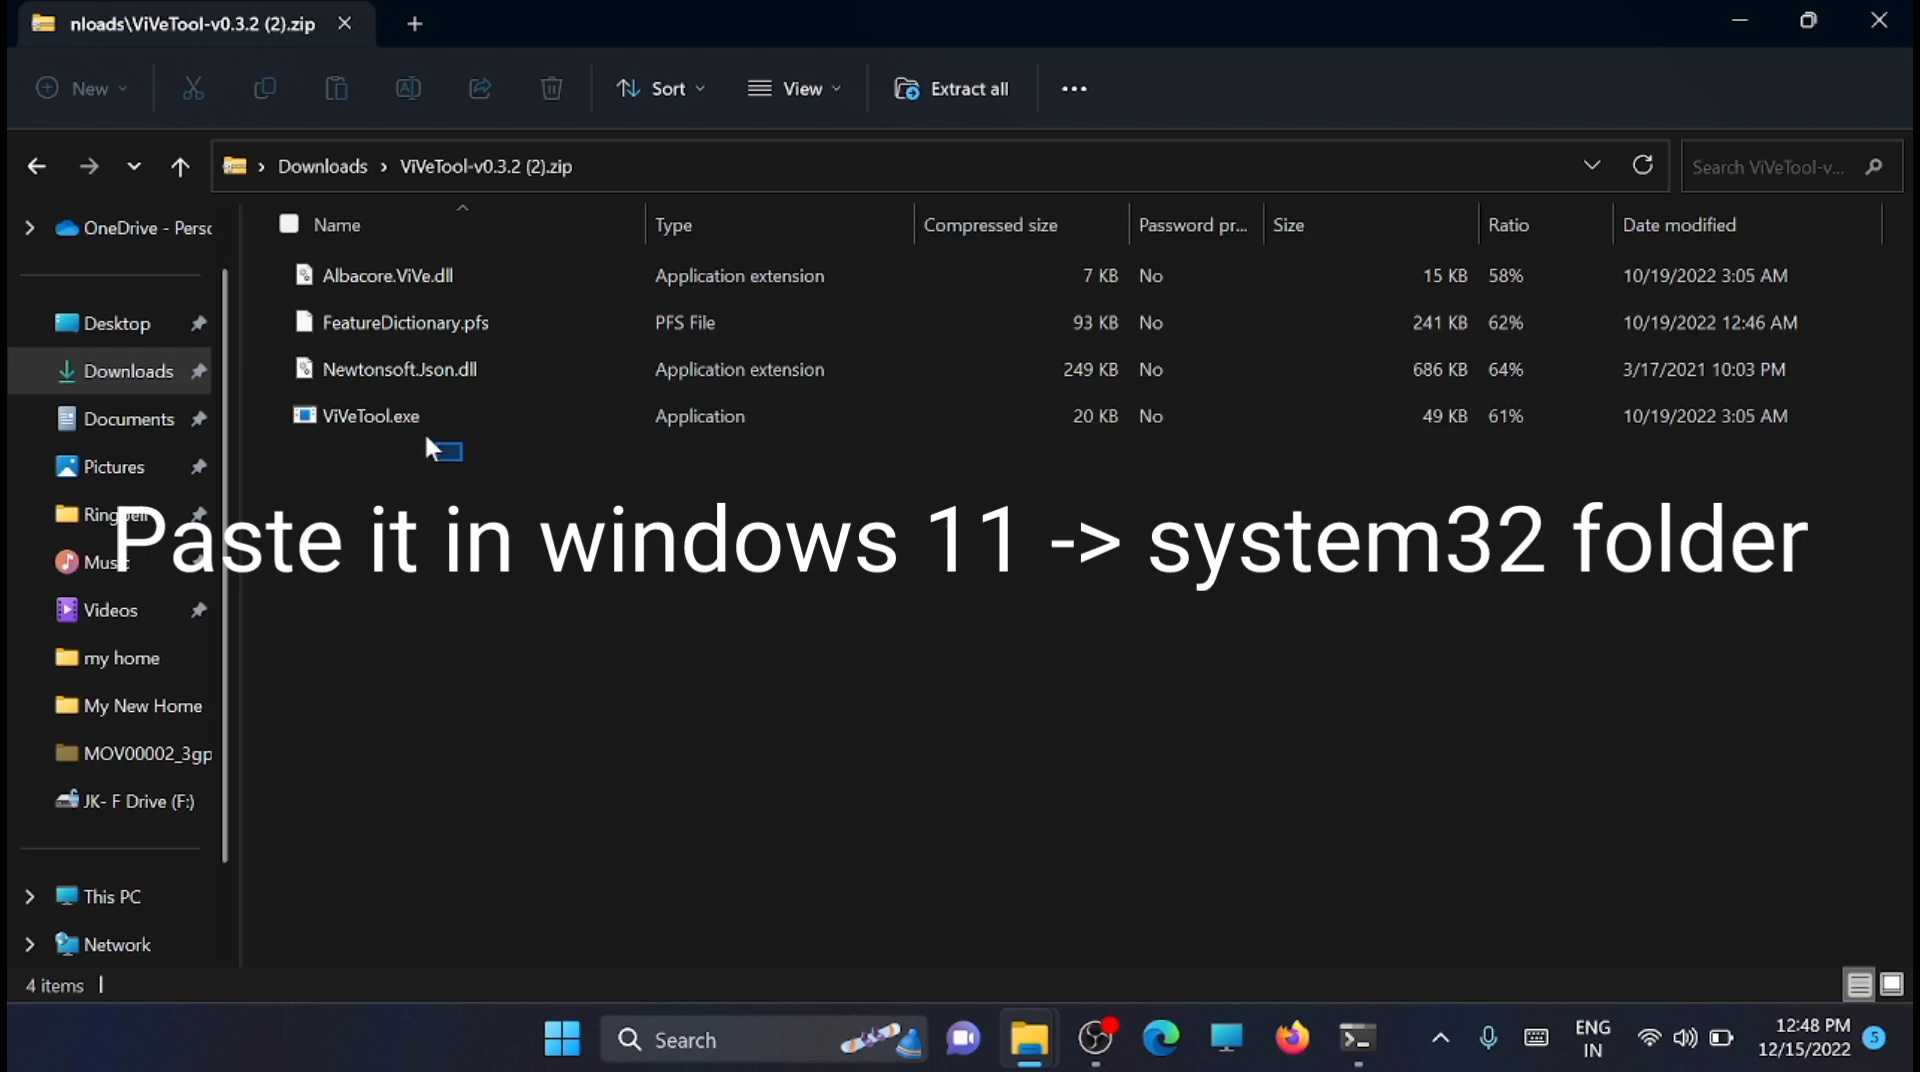 nloads\ViVeTool-v0.3.2 (2).zip
New
Sort
View
Extract all
Downloads
ViVeTool-v0.3.2 (2).zip
Search ViVeTool-v...
OneDrive - Persc
Desktop
Downloads
Documents
Pictures
Music
Videos
my home
My New Home
MOV00002_3gp
JK- F Drive (F:)
This PC
Network
Name Type Compressed size Password pr... Size Ratio Date modified
Albacore.ViVe.dll Application extension 7 KB No 15 KB 58% 10/19/2022 3:05 AM
FeatureDictionary.pfs PFS File 93 KB No 241 KB 62% 10/19/2022 12:46 AM
Newtonsoft.Json.dll Application extension 249 KB No 686 KB 64% 3/17/2021 10:03 PM
ViVeTool.exe Application 20 KB No 49 KB 61% 10/19/2022 3:05 AM
Paste it in windows 11 -> system32 folder
4 items
Search
ENG
IN
12:48 PM
12/15/2022
5